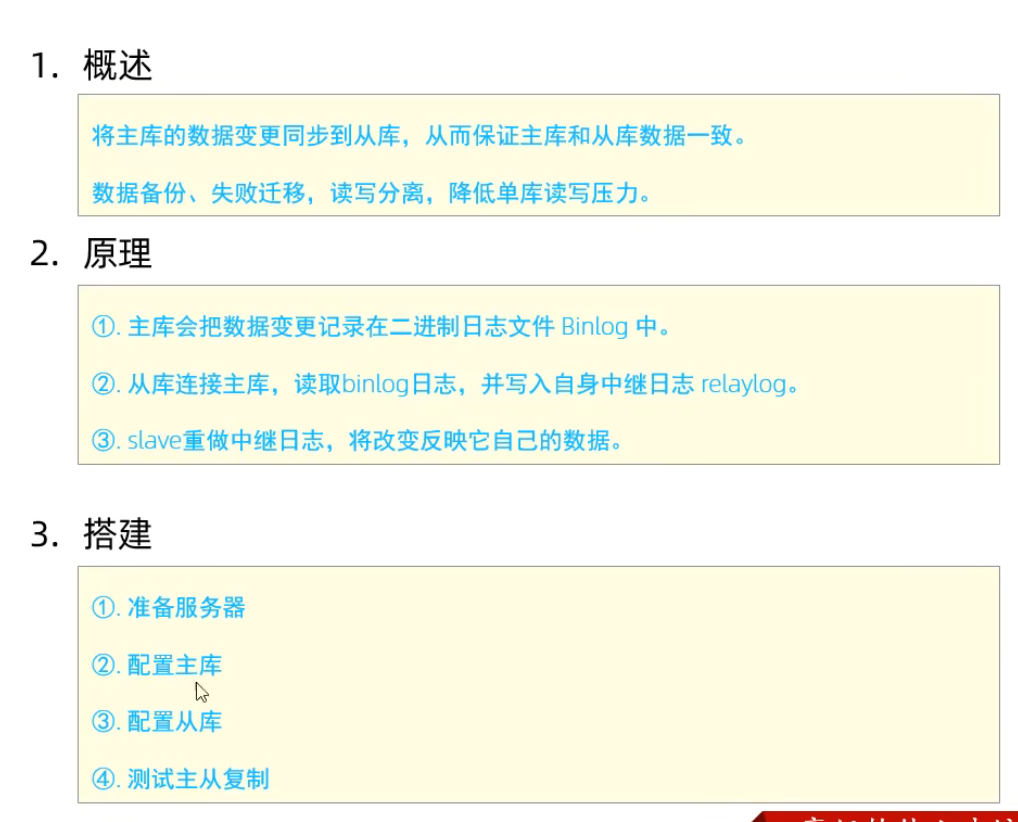 1. 概述
将主库的数据变更同步到从库，从而保证主库和从库数据一致。
数据备份、失败迁移，读写分离，降低单库读写压力。
2. 原理
①. 主库会把数据变更记录在二进制日志文件 Binlog 中。
②. 从库连接主库，读取binlog日志，并写入自身中继日志 relaylog。
③. slave重做中继日志，将改变反映它自己的数据。
3. 搭建
①. 准备服务器
②. 配置主库
③. 配置从库
④. 测试主从复制